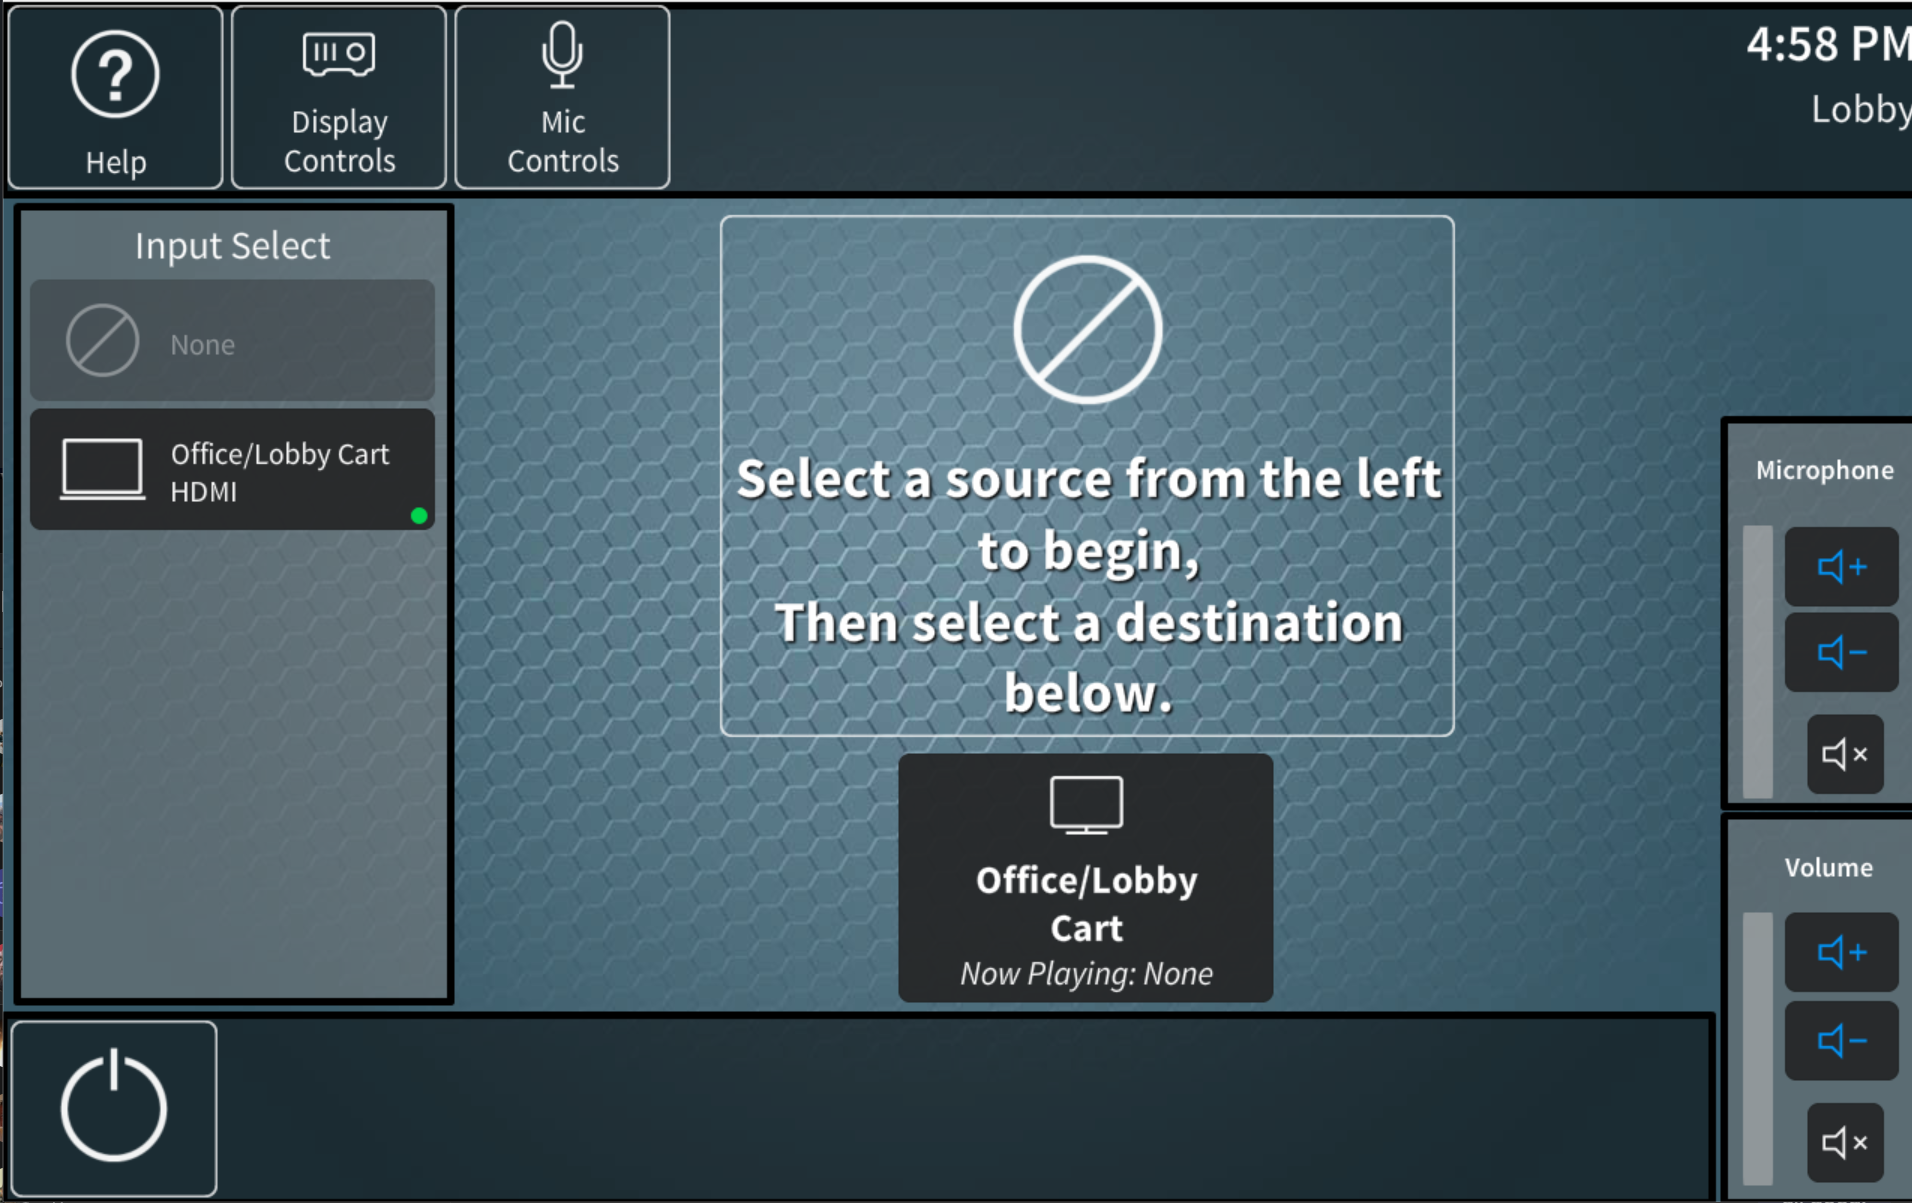 Help
Display
Controls
Mic
Controls
4:58 PM
Lobby
Input Select
None
Office/Lobby Cart
HDMI
Select a source from the left
to begin,
Then select a destination
below.
Office/Lobby
Cart
Now Playing: None
Microphone
Volume